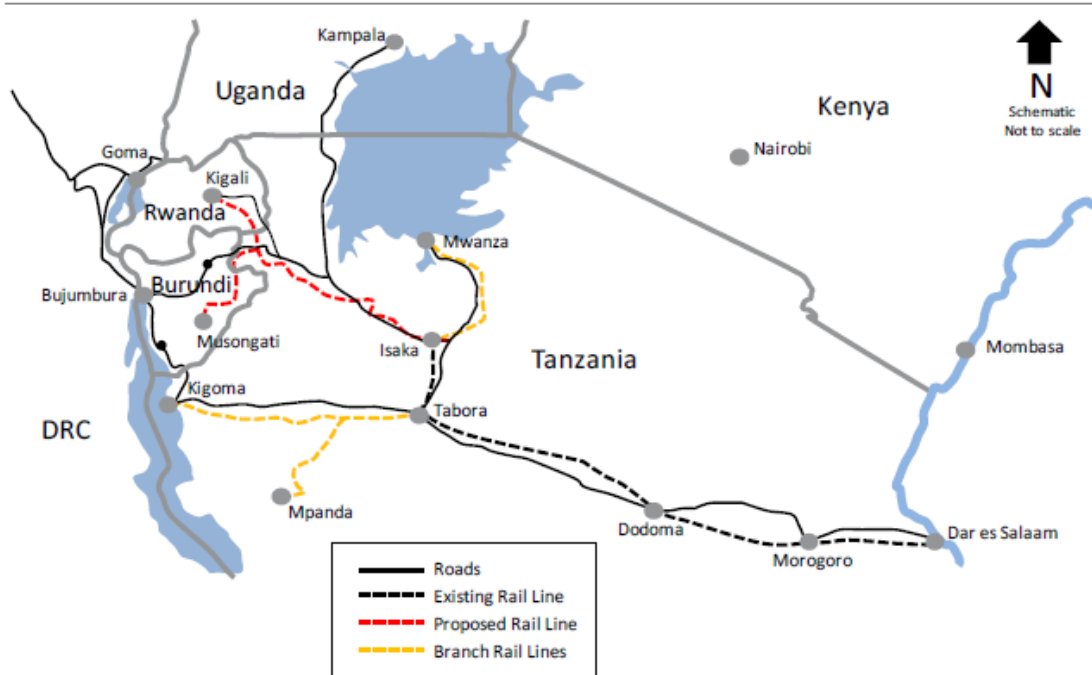 Kampala
Uganda
Kenya
N
Schematic
Not to scale
Nairobi
Goma
Kigali
Rwanda
Mwanza
Burundi
Bujumbura
Musongati
Isaka
Tanzania
Mombasa
Kigoma
Tabora
DRC
Mpanda
Dodoma
Morogoro
Dar es Salaam
Roads
Existing Rail Line
Proposed Rail Line
Branch Rail Lines